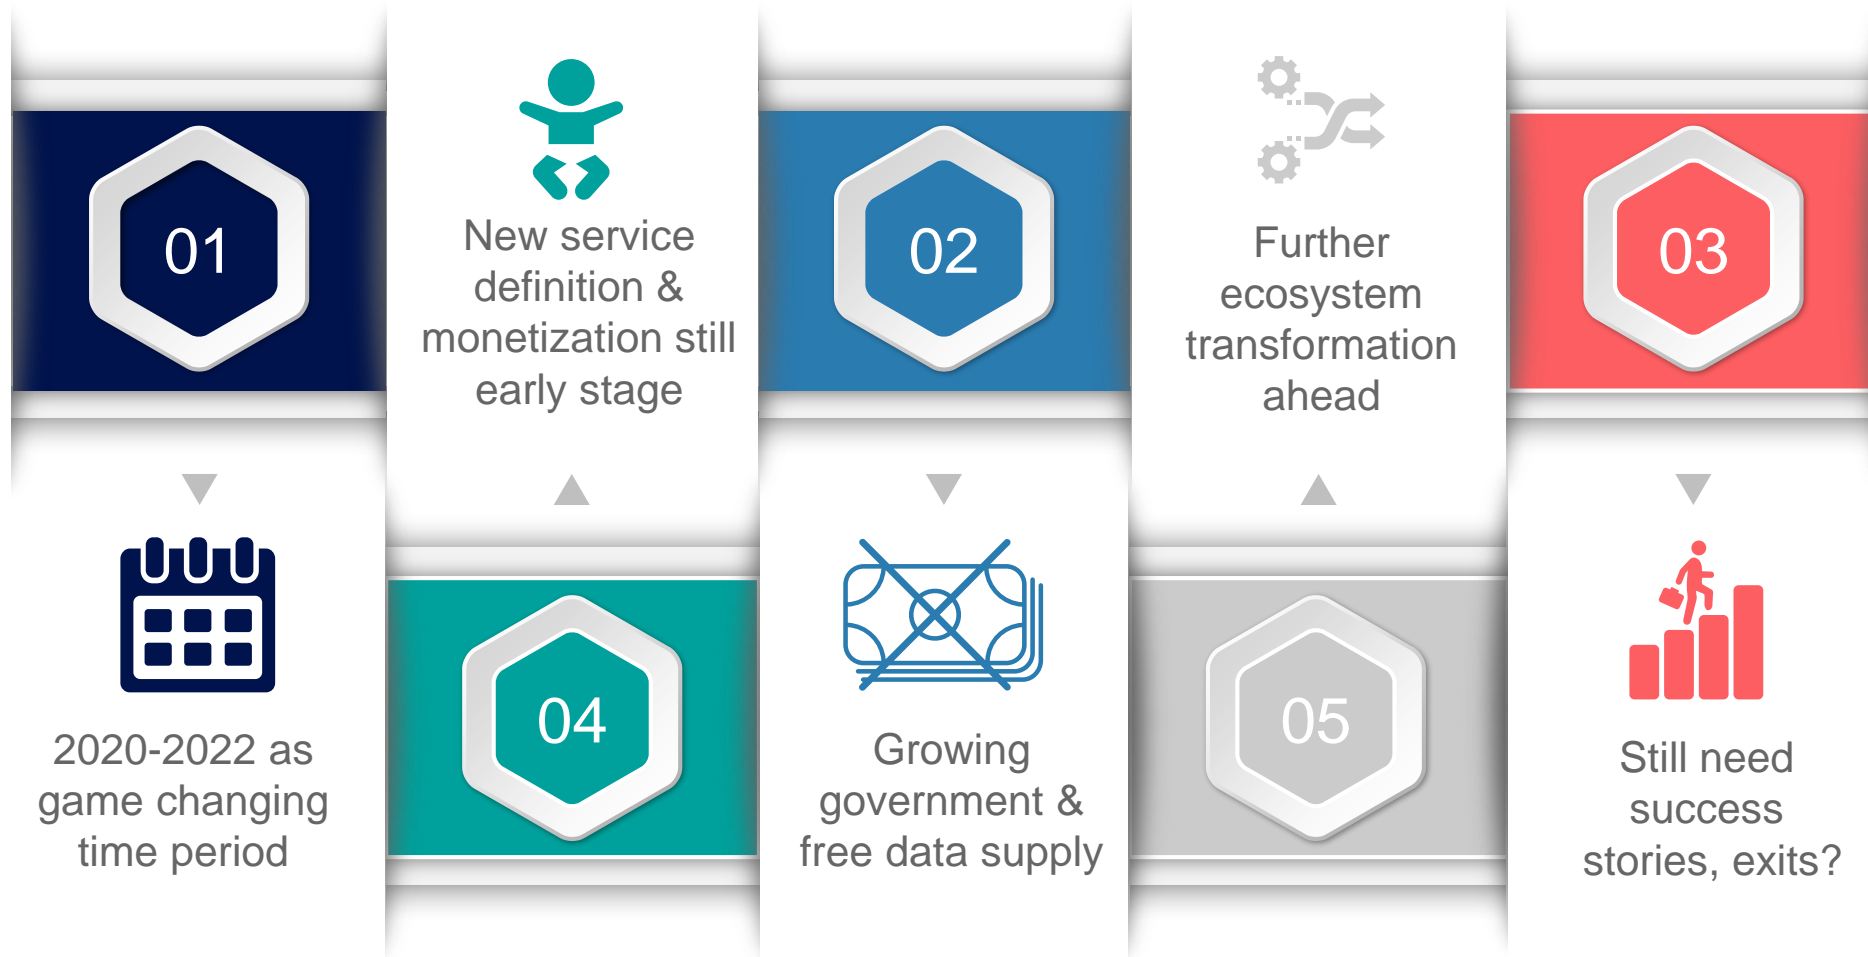 01
2020-2022 as
game changing
time period
New service
definition &
monetization still
early stage
04
02
Growing
government &
free data supply
Further
ecosystem
transformation
ahead
05
03
Still need
success
stories, exits?